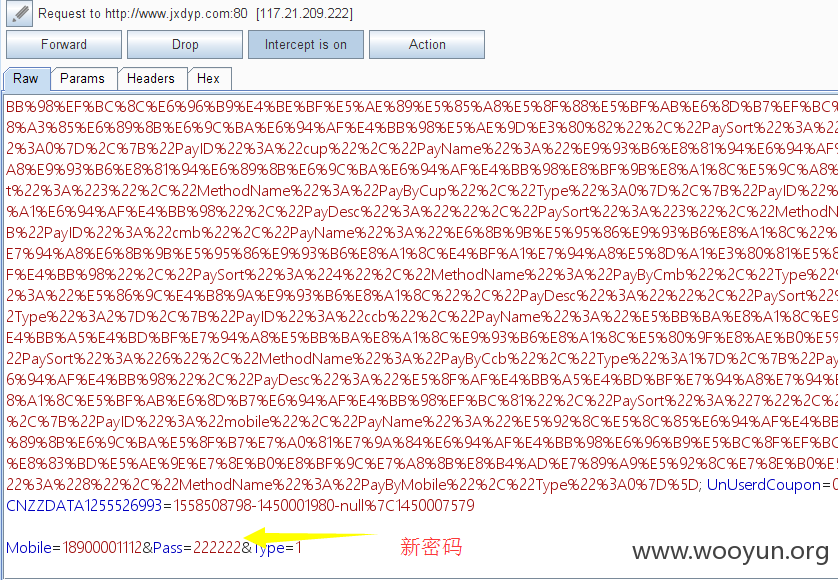 Request to http://www.jxdyp.com:80 [117.21.209.222]
Forward Drop Intercept is on Action
Raw Params Headers Hex
BB%98%EF%BC%8C%E6%96%B9%E4%BE%BF%E5%AE%89%E5%85%A8%E5%8F%88%E5%BF%AB%E6%8D%B7%EF%BC
8%A3%85%E6%89%8B%E6%9C%BA%E6%94%AF%E4%BB%98%E5%AE%9D%E3%80%82%22%2C%22PaySort%22%3A%22
2%3A0%7D%2C%7B%22PayID%22%3A%22cup%22%2C%22PayName%22%3A%22%E9%93%B6%E8%81%94%E6%94%AF%
A8%E9%93%B6%E8%81%94%E6%89%8B%E6%9C%BA%E6%94%AF%E4%BB%98%E8%BF%9B%E8%A1%8C%E5%9C%A8%
t%22%3A%223%22%2C%22MethodName%22%3A%22PayByCup%22%2C%22Type%22%3A0%7D%2C%7B%22PayID%22%
%A1%E6%94%AF%E4%BB%98%22%2C%22PayDesc%22%3A%22%22%2C%22PaySort%22%3A%223%22%2C%22MethodN
B%22PayID%22%3A%22cmb%22%2C%22PayName%22%3A%22%E6%8B%9B%E5%95%86%E9%93%B6%E8%A1%8C%22%
E7%94%A8%E6%8B%9B%E5%95%86%E9%93%B6%E8%A1%8C%E4%BF%A1%E7%94%A8%E5%8D%A1%E3%80%81%E5%8
F%E4%BB%98%22%2C%22PaySort%22%3A%224%22%2C%22MethodName%22%3A%22PayByCmb%22%2C%22Type%22
2%3A%22%E5%86%9C%E4%B8%9A%E9%93%B6%E8%A1%8C%22%2C%22PayDesc%22%3A%22%22%2C%22PaySort%22
2Type%22%3A2%7D%2C%7B%22PayID%22%3A%22ccb%22%2C%22PayName%22%3A%22%E5%BB%BA%E8%A1%8C%E9
E4%BB%A5%E4%BD%BF%E7%94%A8%E5%BB%BA%E8%A1%8C%E9%93%B6%E8%A1%8C%E5%80%9F%E8%AE%B0%E5%
22PaySort%22%3A%226%22%2C%22MethodName%22%3A%22PayByCcb%22%2C%22Type%22%3A1%7D%2C%7B%22Pay
6%94%AF%E4%BB%98%22%2C%22PayDesc%22%3A%22%E5%8F%AF%E4%BB%A5%E4%BD%BF%E7%94%A8%E7%94%B
8%A1%8C%E5%BF%AB%E6%8D%B7%E6%94%AF%E4%BB%98%EF%BC%81%22%2C%22PaySort%22%3A%227%22%2C%2
%2C%7B%22PayID%22%3A%22mobile%22%2C%22PayName%22%3A%22%E5%92%8C%E5%8C%85%E6%94%AF%E4%BB
%89%8B%E6%9C%BA%E5%8F%B7%E7%A0%81%E7%9A%84%E6%94%AF%E4%BB%98%E6%96%B9%E5%BC%8F%EF%BC
%E8%83%BD%E5%AE%9E%E7%8E%B0%E8%BF%9C%E7%A8%8B%E8%B4%AD%E7%89%A9%E5%92%8C%E7%8E%B0%E5
22%3A%228%22%2C%22MethodName%22%3A%22PayByMobile%22%2C%22Type%22%3A0%7D%5D; UnUserdCoupon=0
CNZZDATA1255526993=1558508798-1450001980-null%7C1450007579
Mobile=18900001112&Pass=222222&Type=1
新密码
www.wooyun.org